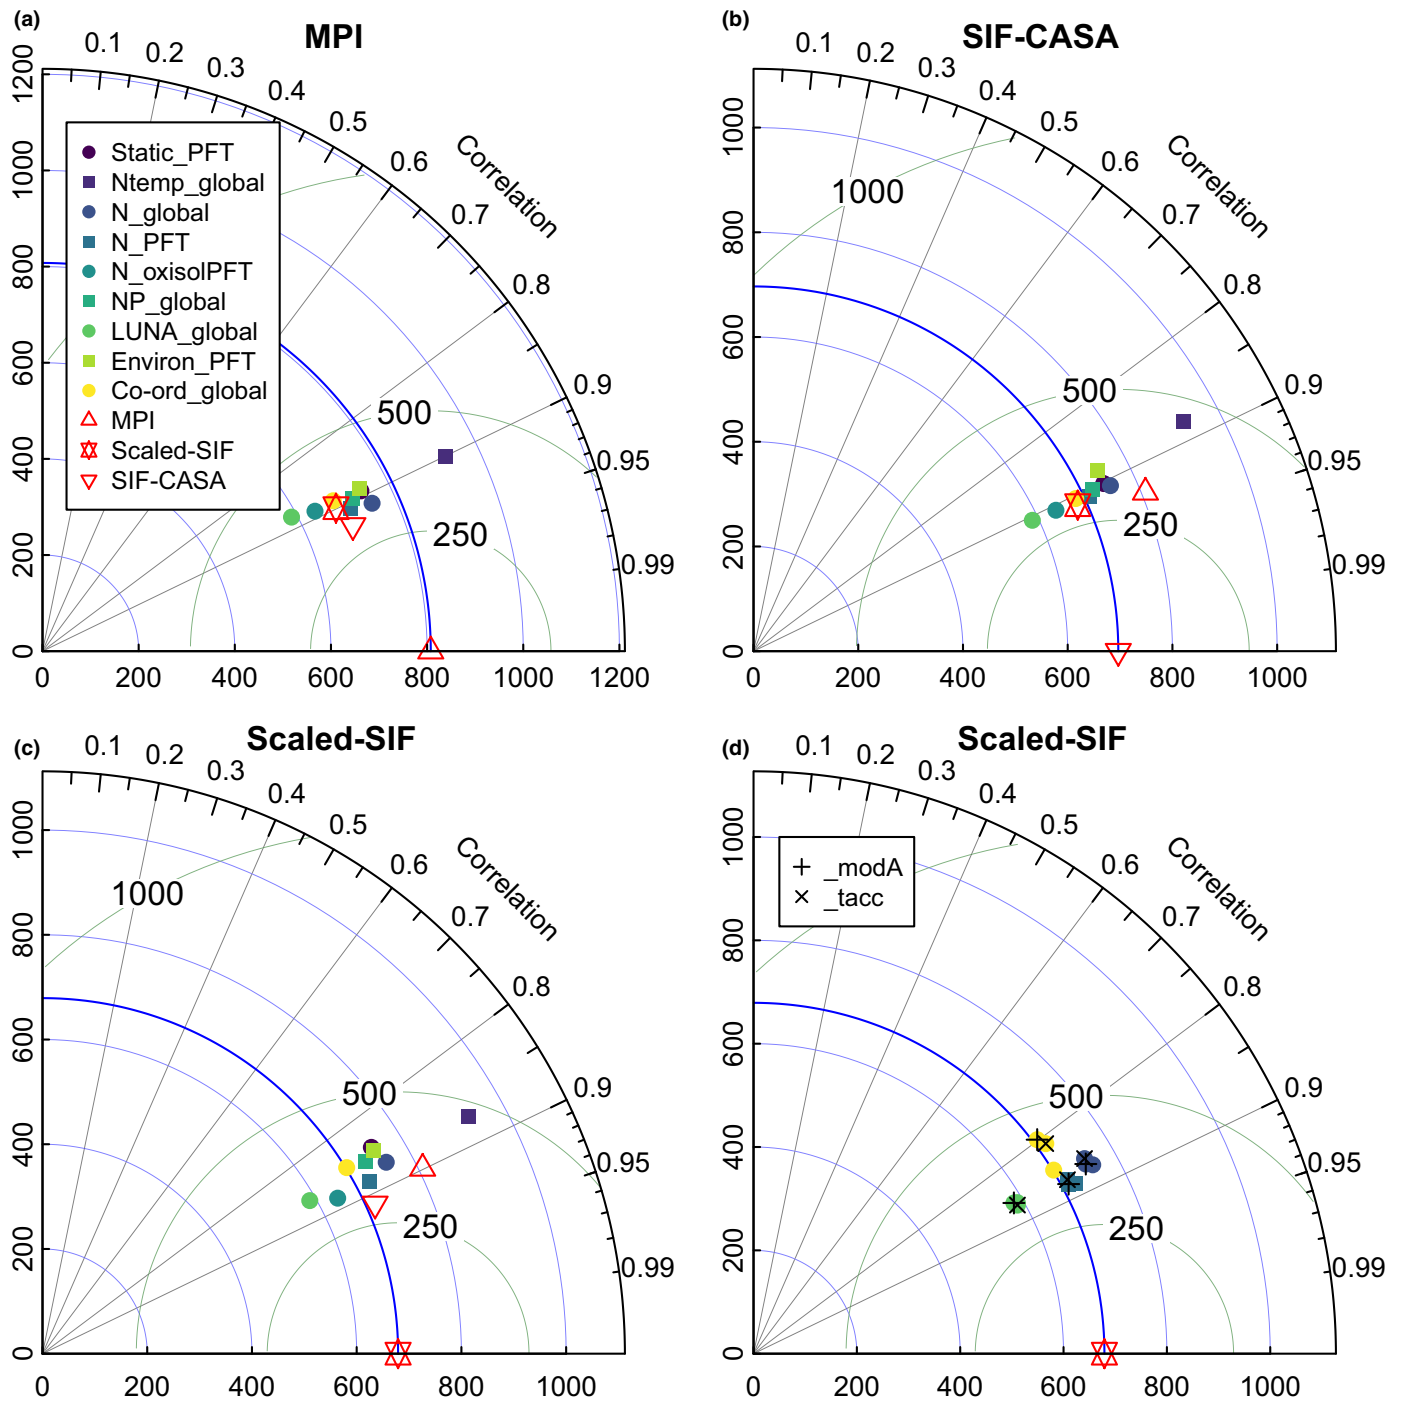 (a)
MPI
0.1
0.2
0.3
0.4
0.5
0.6
0.7
0.8
0.9
0.95
0.99
Correlation
1200
1000
800
600
400
200
0
Static_PFT
Ntemp_global
N_global
N_PFT
N_oxisolPFT
NP_global
LUNA_global
Environ_PFT
Co-ord_global
MPI
Scaled-SIF
SIF-CASA
500
250
0 200 400 600 800 1000 1200
(b)
SIF-CASA
0.1
0.2
0.3
0.4
0.5
0.6
0.7
0.8
0.9
0.95
0.99
Correlation
1000
800
600
400
200
0
1000
500
250
0 200 400 600 800 1000
(c)
Scaled-SIF
0.1
0.2
0.3
0.4
0.5
0.6
0.7
0.8
0.9
0.95
0.99
Correlation
1000
800
600
400
200
0
1000
500
250
0 200 400 600 800 1000
(d)
Scaled-SIF
0.1
0.2
0.3
0.4
0.5
0.6
0.7
0.8
0.9
0.95
0.99
Correlation
1000
800
600
400
200
0
_modA
_tacc
500
250
0 200 400 600 800 1000